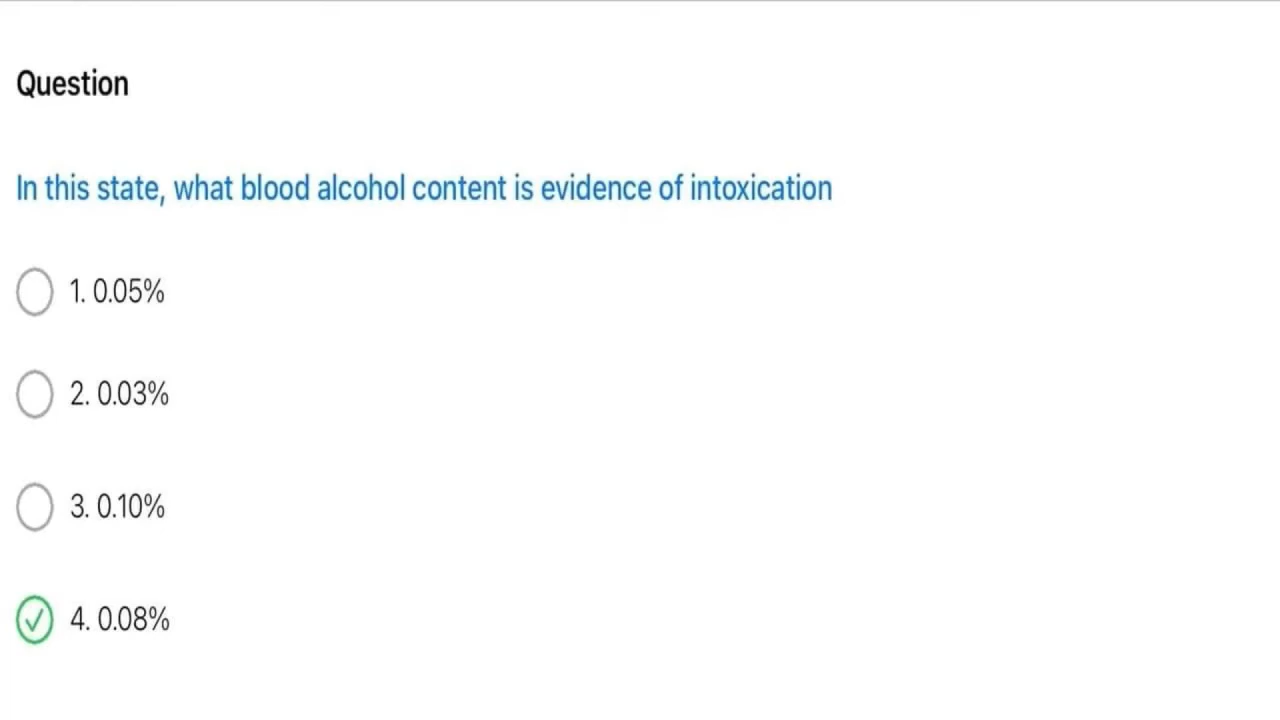 Question
In this state, what blood alcohol content is evidence of intoxication
1. 0.05%
2. 0.03%
3. 0.10%
4. 0.08%